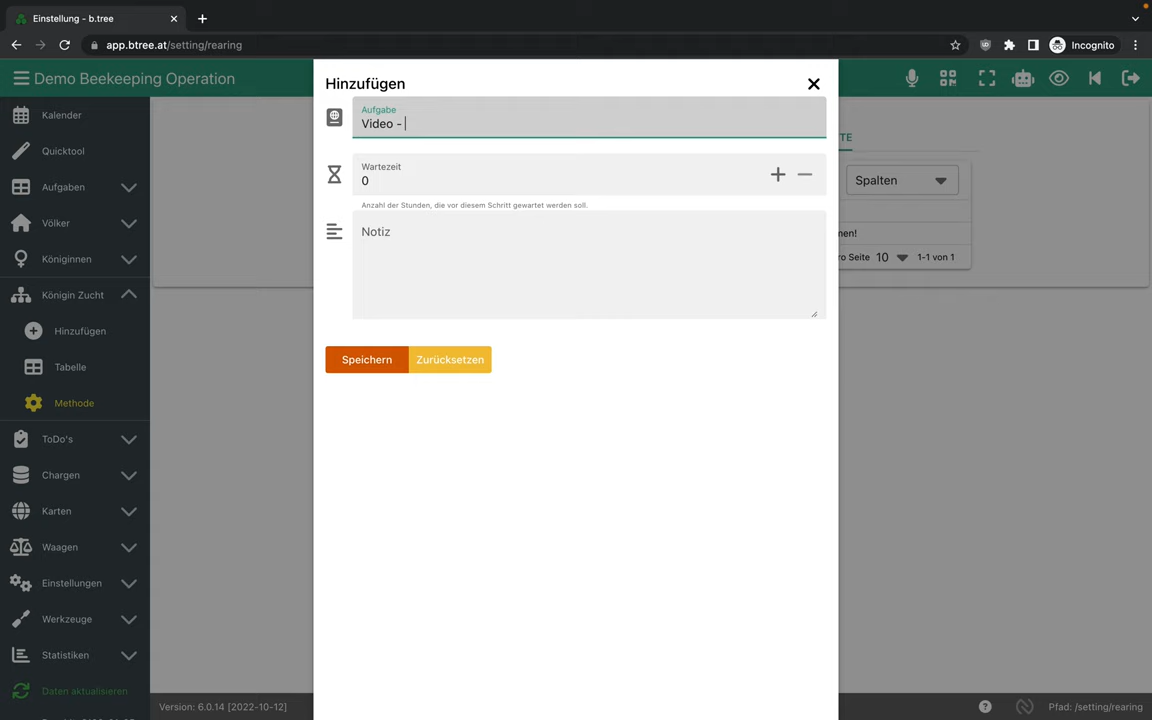 Einstellung - b.tree
app.btree.at/setting/rearing
Incognito
Demo Beekeeping Operation
Kalender
Quicktool
Aufgaben
Völker
Königinnen
Königin Zucht
Hinzufügen
Tabelle
Methode
ToDo's
Chargen
Karten
Waagen
Einstellungen
Werkzeuge
Statistiken
Daten aktualisieren
Hinzufügen
Aufgabe
Video -
Wartezeit
0
Anzahl der Stunden, die vor diesem Schritt gewartet werden soll.
Notiz
Speichern
Zurücksetzen
TE
Spalten
men!
ro Seite 10 1-1 von 1
Version: 6.0.14 [2022-10-12]
Pfad: /setting/rearing